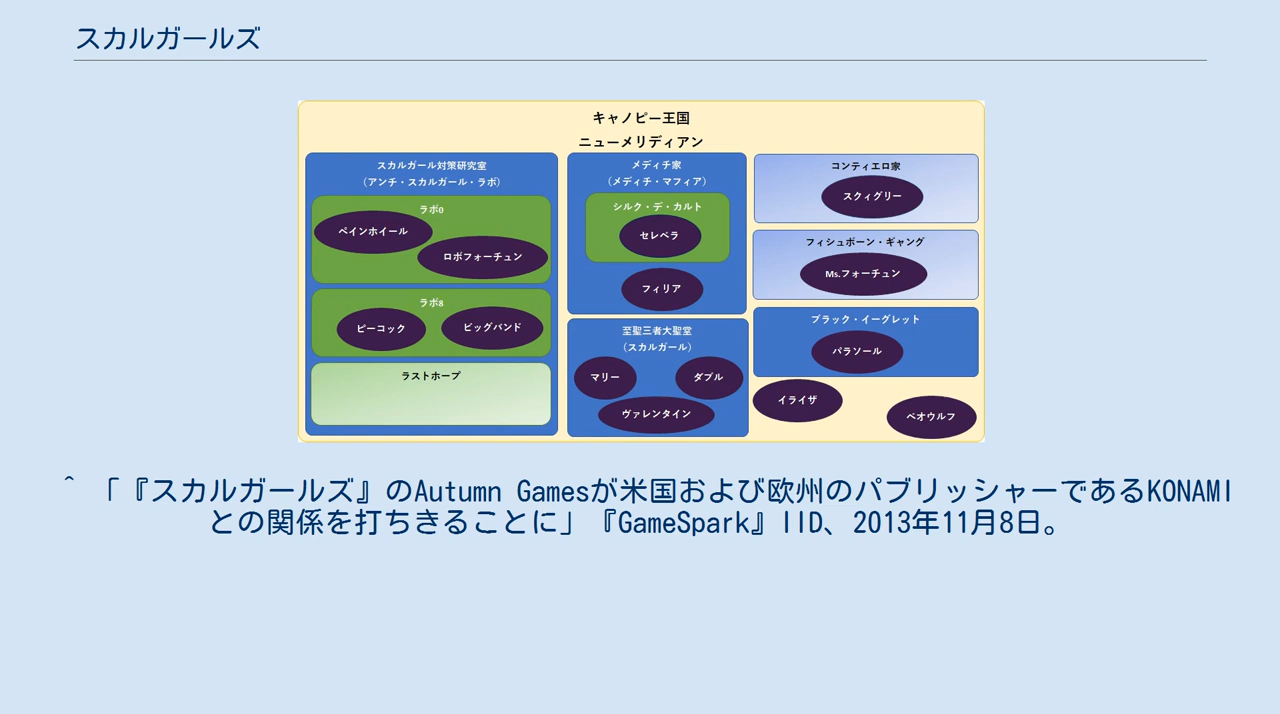 スカルガールズ
キャノピー王国
ニューメリディアン
スカルガール対策研究室
(アンチ・スカルガール・ラボ)
ラボ0
ペインホイール
ロボフォーチュン
ラボ8
ピーコック
ビッグバンド
ラストホープ
メディチ家
(メディチ・マフィア)
シルク・デ・カルト
セレベラ
フィリア
至聖三者大聖堂
(スカルガール)
マリー
ダブル
ヴァレンタイン
コンティエロ家
スクィグリー
フィシュボーン・ギャング
Ms.フォーチュン
ブラック・イーグレット
パラソール
イライザ
ベオウルフ
^ 「『スカルガールズ』のAutumn Gamesが米国および欧州のパブリッシャーであるKONAMI
との関係を打ちきることに」『GameSpark』IID、2013年11月8日。